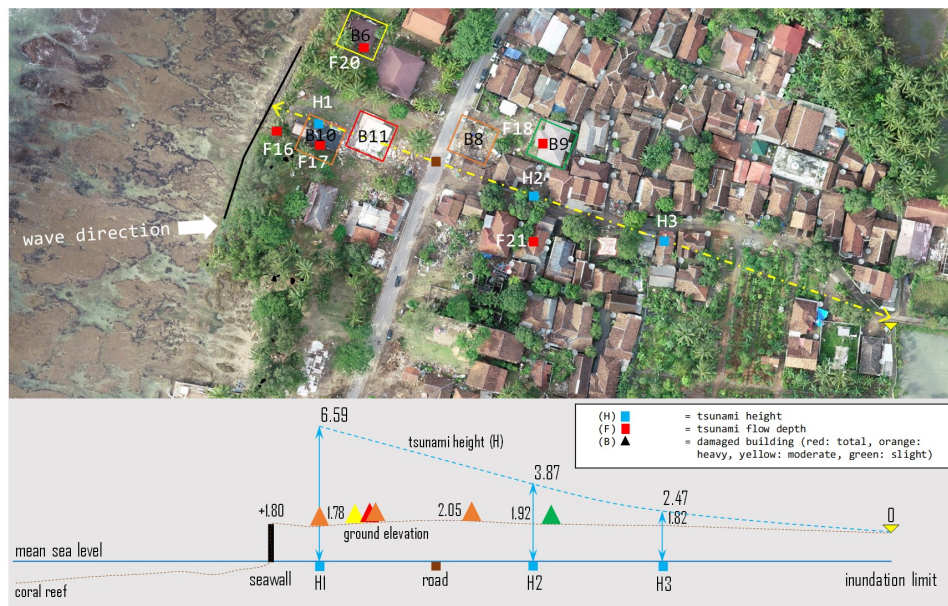 B6
F20
H1
F16
B10
F17
B11
B8
F18
B9
H2
F21
H3
wave direction
(H) = tsunami height
(F) = tsunami flow depth
(B) = damaged building (red: total, orange:
heavy, yellow: moderate, green: slight)
6.59
tsunami height (H)
3.87
2.47
+1.80
1.78
2.05
1.92
1.82
0
ground elevation
mean sea level
coral reef
seawall
H1
road
H2
H3
inundation limit